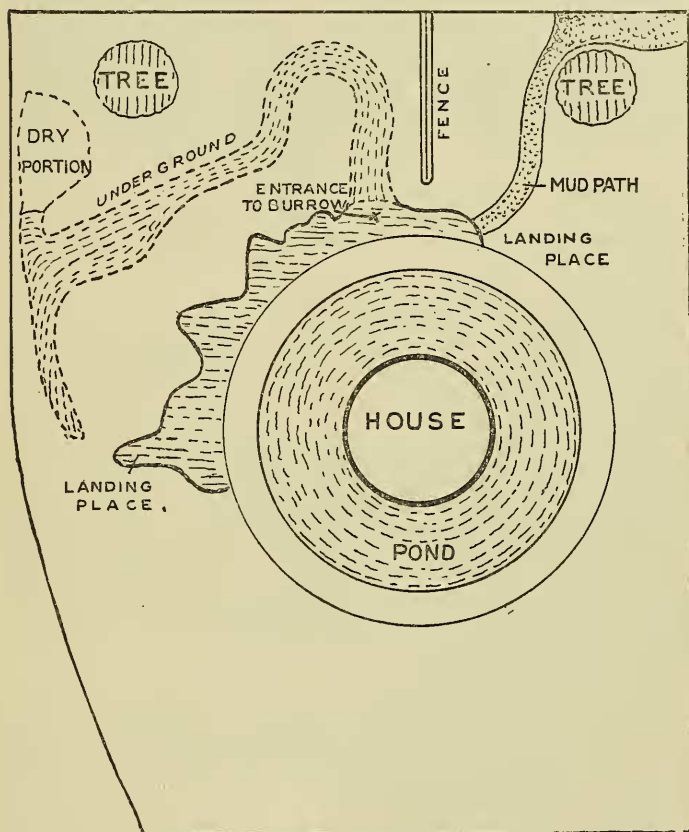 TREE
FENCE
TREE
DRY
PORTION
UNDERGROUND
ENTRANCE
TO BURROW
MUD PATH
LANDING
PLACE
HOUSE
LANDING
PLACE.
POND